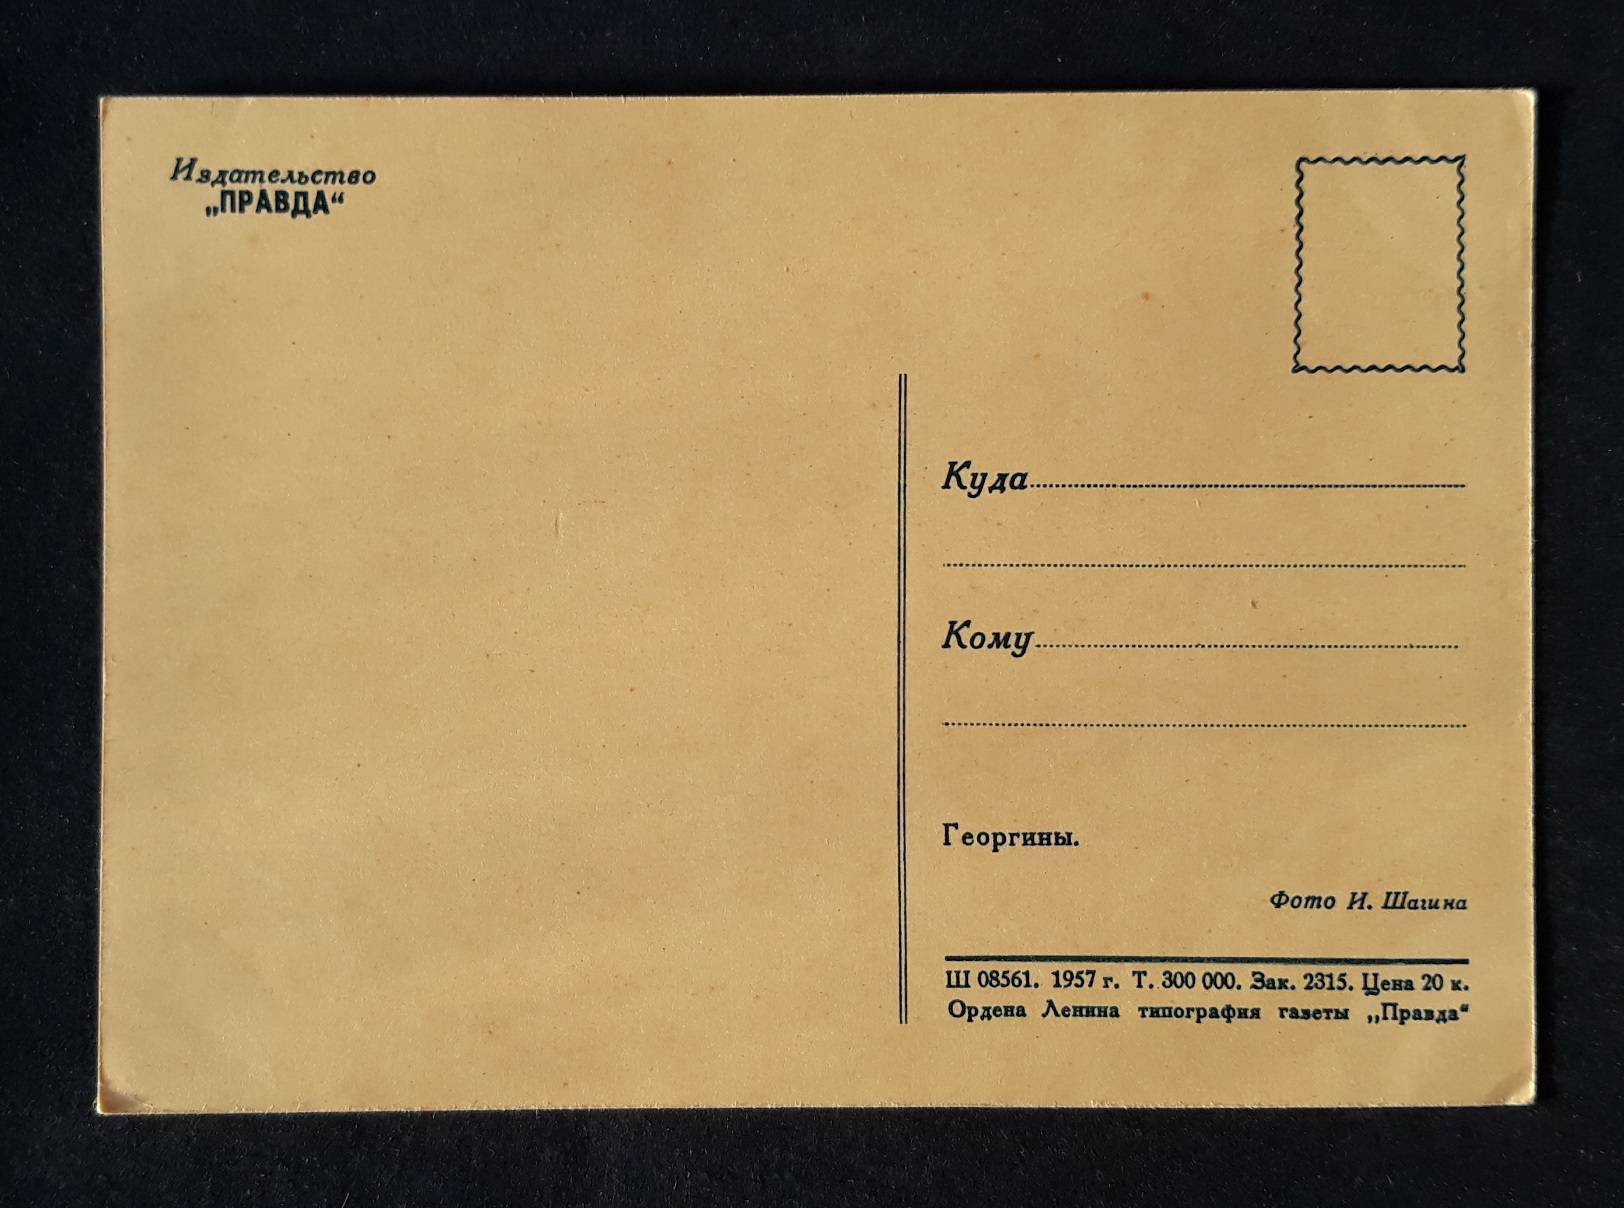 Издательство
„ПРАВДА“
Куда
Кому
Георгины.
Фото И. Шагина
Ш 08561. 1957 г. Т. 300 000. Зак. 2315. Цена 20 к.
Ордена Ленина типография газеты „Правда“